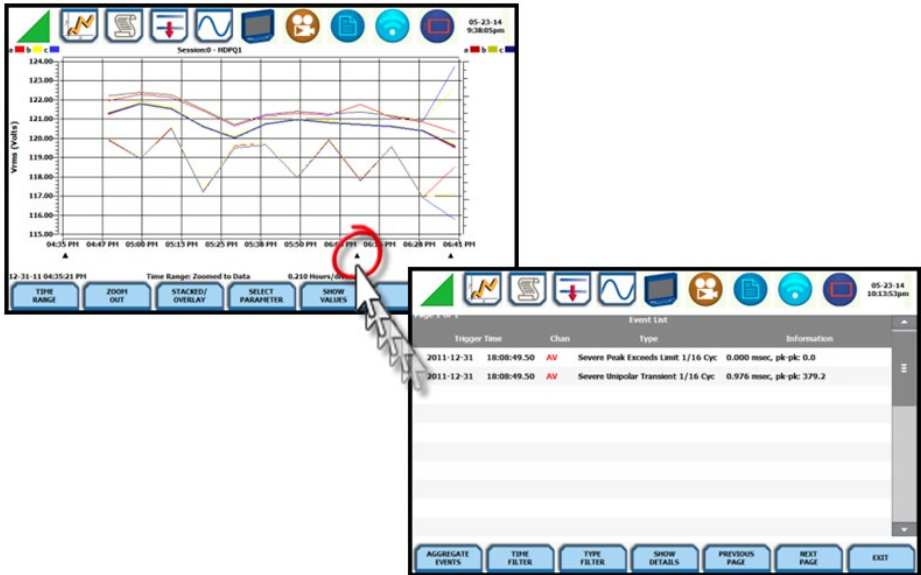 05-23-14
9:38:05pm
a b c
Session:0 - HDPQ1
a b c
124.00
123.00
122.00
121.00
120.00
119.00
118.00
117.00
116.00
115.00
Vrms (Volts)
04:35 PM 04:47 PM 05:00 PM 05:13 PM 05:25 PM 05:38 PM 05:50 PM 06:28 PM 06:41 PM
12-31-11 04:35:21 PM Time Range: Zoomed to Data 0.210 Hours/div
TIME RANGE
ZOOM OUT
STACKED/ OVERLAY
SELECT PARAMETER
SHOW VALUES
05-23-14
10:13:53pm
Page 1 of 1
Event List
Trigger Time Chan Type Information
2011-12-31 18:08:49.50 AV Severe Peak Exceeds Limit 1/16 Cyc 0.000 msec, pk-pk: 0.0
2011-12-31 18:08:49.50 AV Severe Unipolar Transient 1/16 Cyc 0.976 msec, pk-pk: 379.2
AGGREGATE EVENTS
TIME FILTER
TYPE FILTER
SHOW DETAILS
PREVIOUS PAGE
NEXT PAGE
EXIT